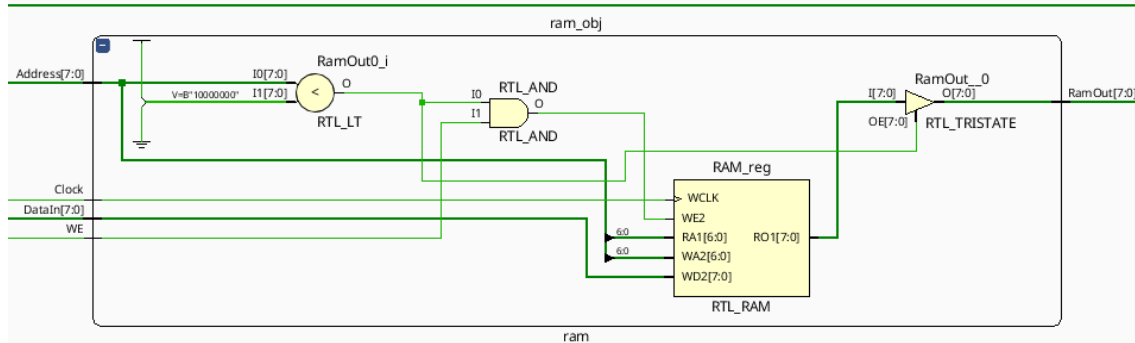 ram_obj
RamOut0_i
Address[7:0]
I0[7:0]
V=B"10000000"
I1[7:0]
<
O
RTL_LT
RTL_AND
I0
I1
O
RTL_AND
RamOut__0
I[7:0]
O[7:0]
OE[7:0]
RTL_TRISTATE
RamOut[7:0]
RAM_reg
Clock
DataIn[7:0]
WE
WCLK
WE2
6:0
RA1[6:0]
RO1[7:0]
6:0
WA2[6:0]
WD2[7:0]
RTL_RAM
ram